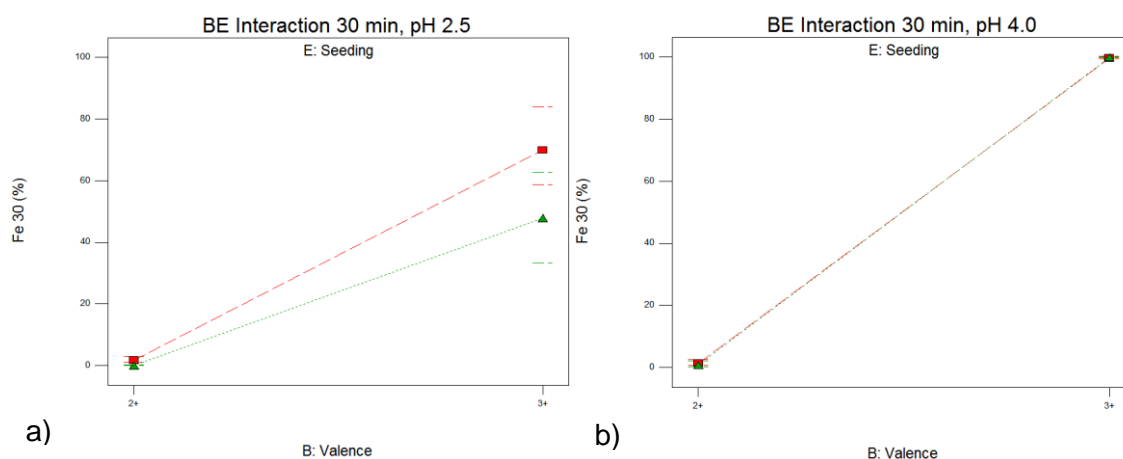 BE Interaction 30 min, pH 2.5
E: Seeding
100
80
60
40
20
0
Fe 30 (%)
2+
3+
B: Valence
a)
BE Interaction 30 min, pH 4.0
E: Seeding
100
80
60
40
20
0
Fe 30 (%)
2+
3+
B: Valence
b)